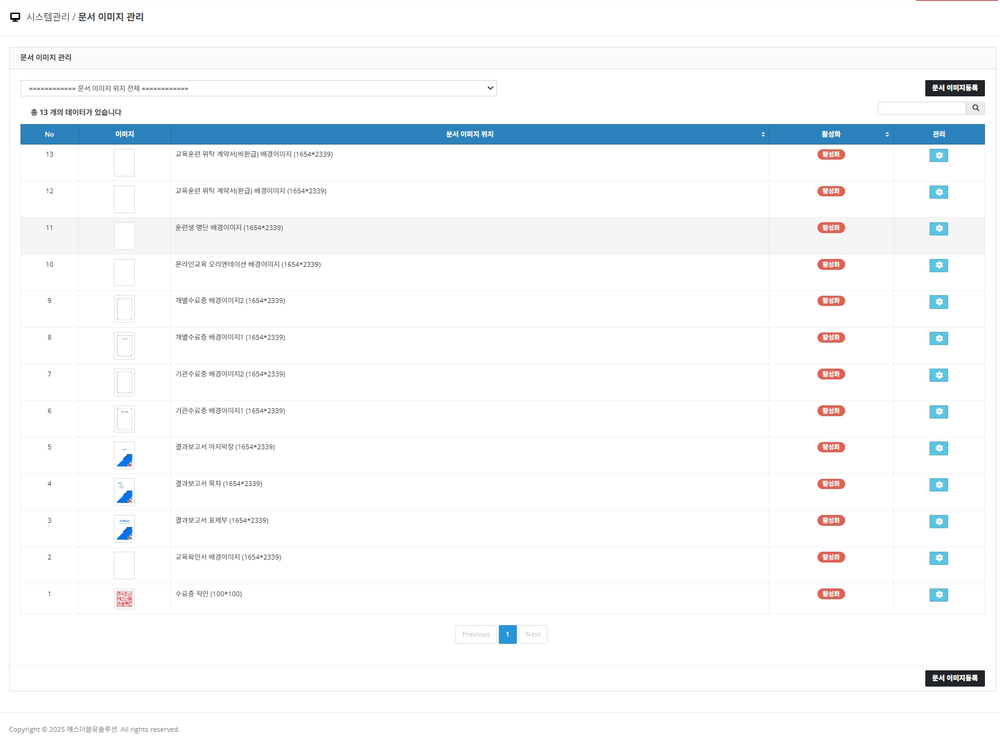 시스템관리 / 문서 이미지 관리
문서 이미지 관리
============ 문서 이미지 위치 전체 ============
문서 이미지등록
총 13 개의 데이터가 있습니다
No 이미지 문서 이미지 위치 활성화 관리
13 교육훈련 위탁 계약서(비환급) 배경이미지 (1654*2339) 활성화
12 교육훈련 위탁 계약서(환급) 배경이미지 (1654*2339) 활성화
11 훈련생 명단 배경이미지 (1654*2339) 활성화
10 온라인교육 오리엔테이션 배경이미지 (1654*2339) 활성화
9 개별수료증 배경이미지2 (1654*2339) 활성화
8 개별수료증 배경이미지1 (1654*2339) 활성화
7 기관수료증 배경이미지2 (1654*2339) 활성화
6 기관수료증 배경이미지1 (1654*2339) 활성화
5 결과보고서 마지막장 (1654*2339) 활성화
4 결과보고서 목차 (1654*2339) 활성화
3 결과보고서 표제부 (1654*2339) 활성화
2 교육확인서 배경이미지 (1654*2339) 활성화
1 수료증 직인 (100*100) 활성화
주식회사
에스더블
유솔루션
Previous 1 Next
문서 이미지등록
Copyright © 2025 에스더블유솔루션. All rights reserved.